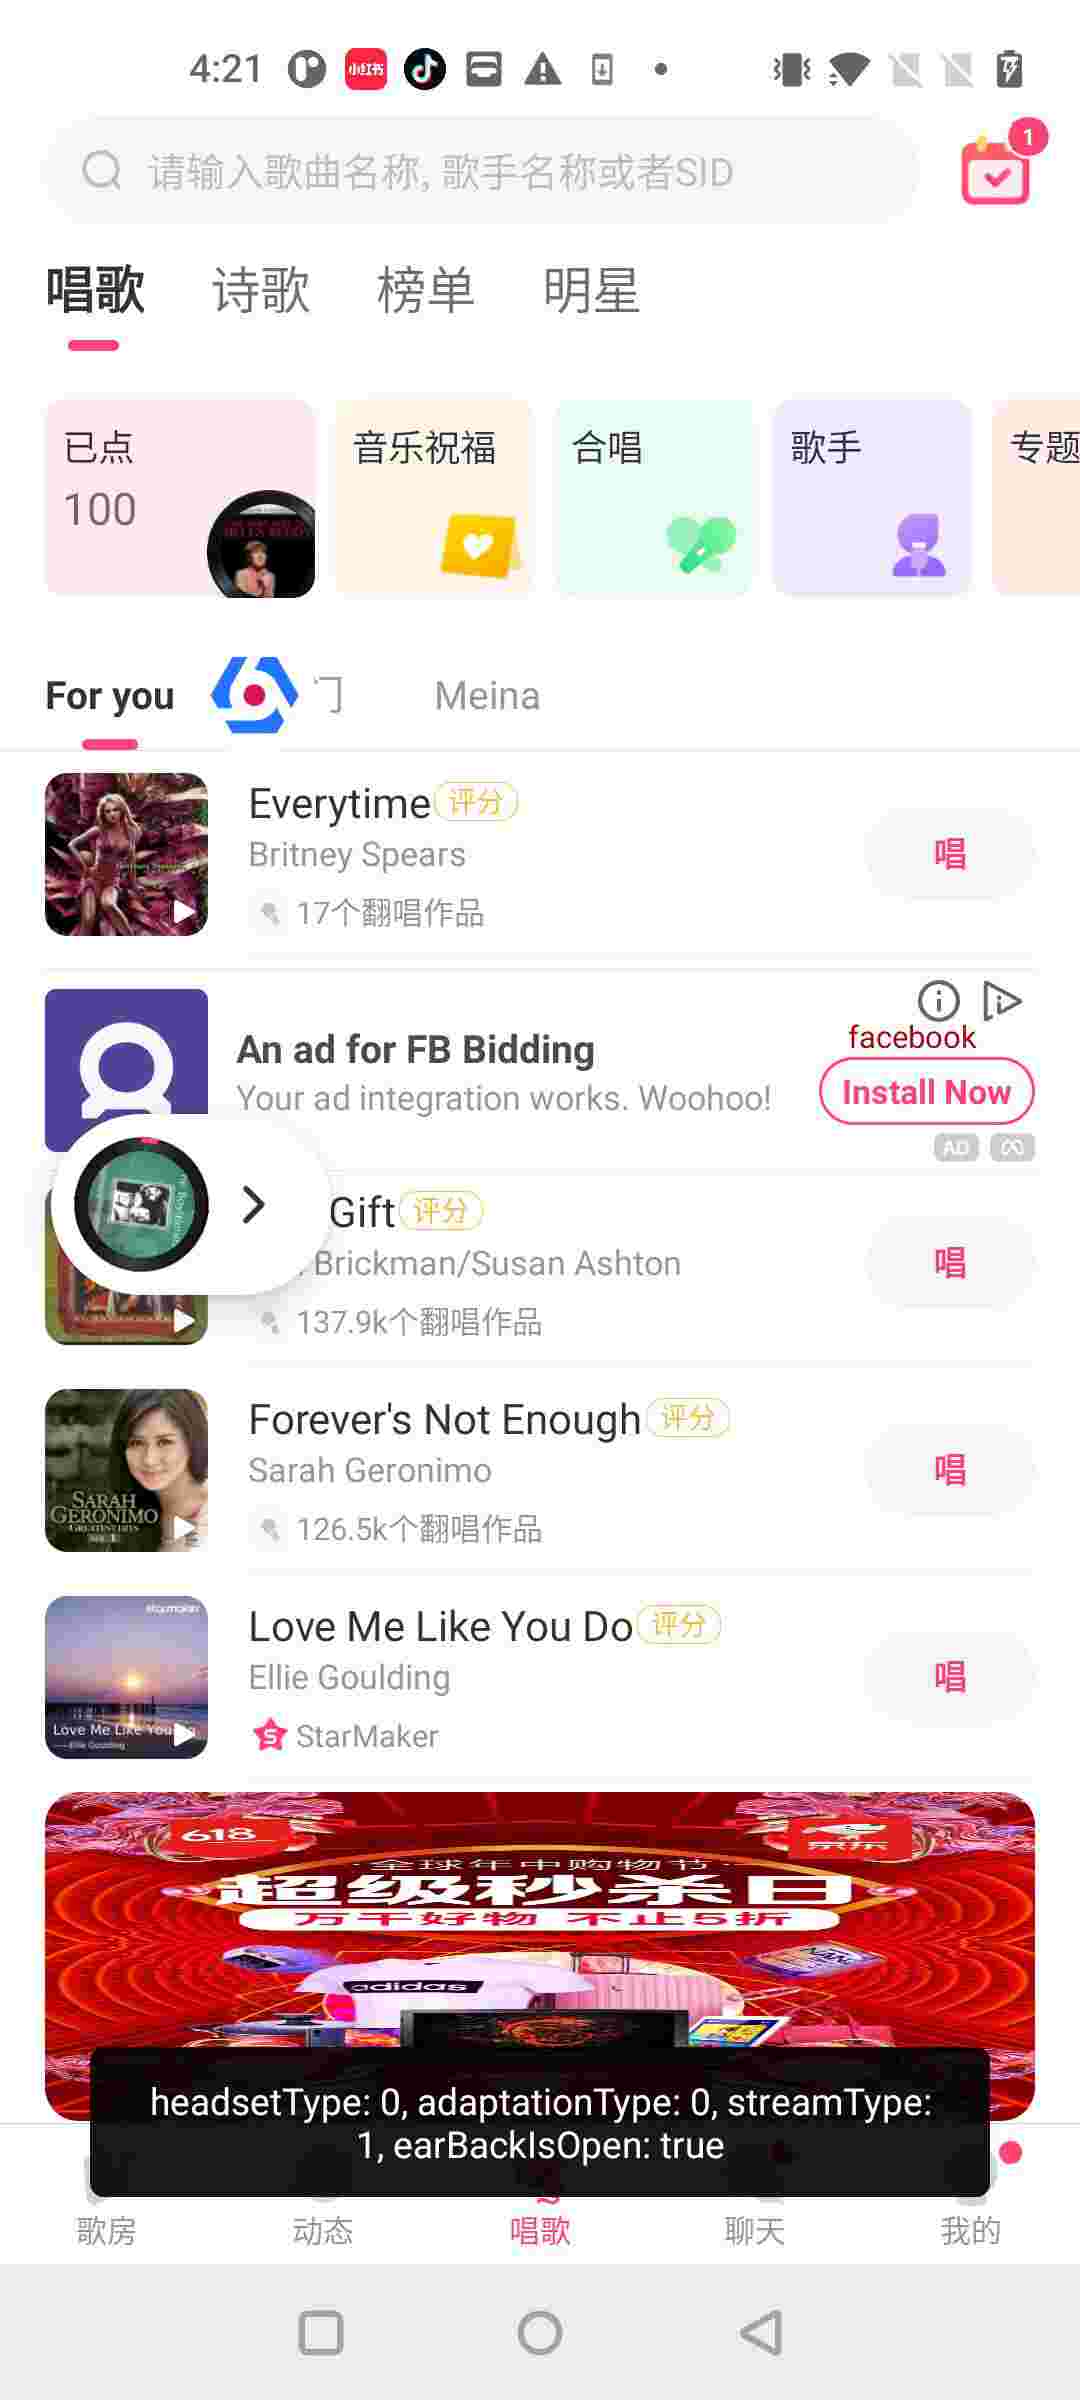 4:21
小红书
请输入歌曲名称, 歌手名称或者SID
1
唱歌 诗歌 榜单 明星
已点 音乐祝福 合唱 歌手 专题
100
For you Meina
Everytime 评分
Britney Spears
唱
17个翻唱作品
An ad for FB Bidding
facebook
Your ad integration works. Woohoo!
Install Now
AD
Gift 评分
Brickman/Susan Ashton
唱
137.9k个翻唱作品
Forever's Not Enough 评分
Sarah Geronimo
唱
126.5k个翻唱作品
SARAH
GERONIMO
Love Me Like You Do 评分
Ellie Goulding
唱
StarMaker
starmaker
Love Me Like You
Ellie Goulding
618
京东
全球年中购物节
超级秒杀日
万千好物 不止5折
adidas
headsetType: 0, adaptationType: 0, streamType:
1, earBackIsOpen: true
歌房 动态 唱歌 聊天 我的